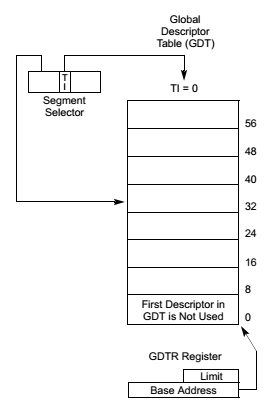 Global
Descriptor
Table (GDT)
T
I
TI = 0
Segment
Selector
56
48
40
32
24
16
8
First Descriptor in
GDT is Not Used
0
GDTR Register
Limit
Base Address